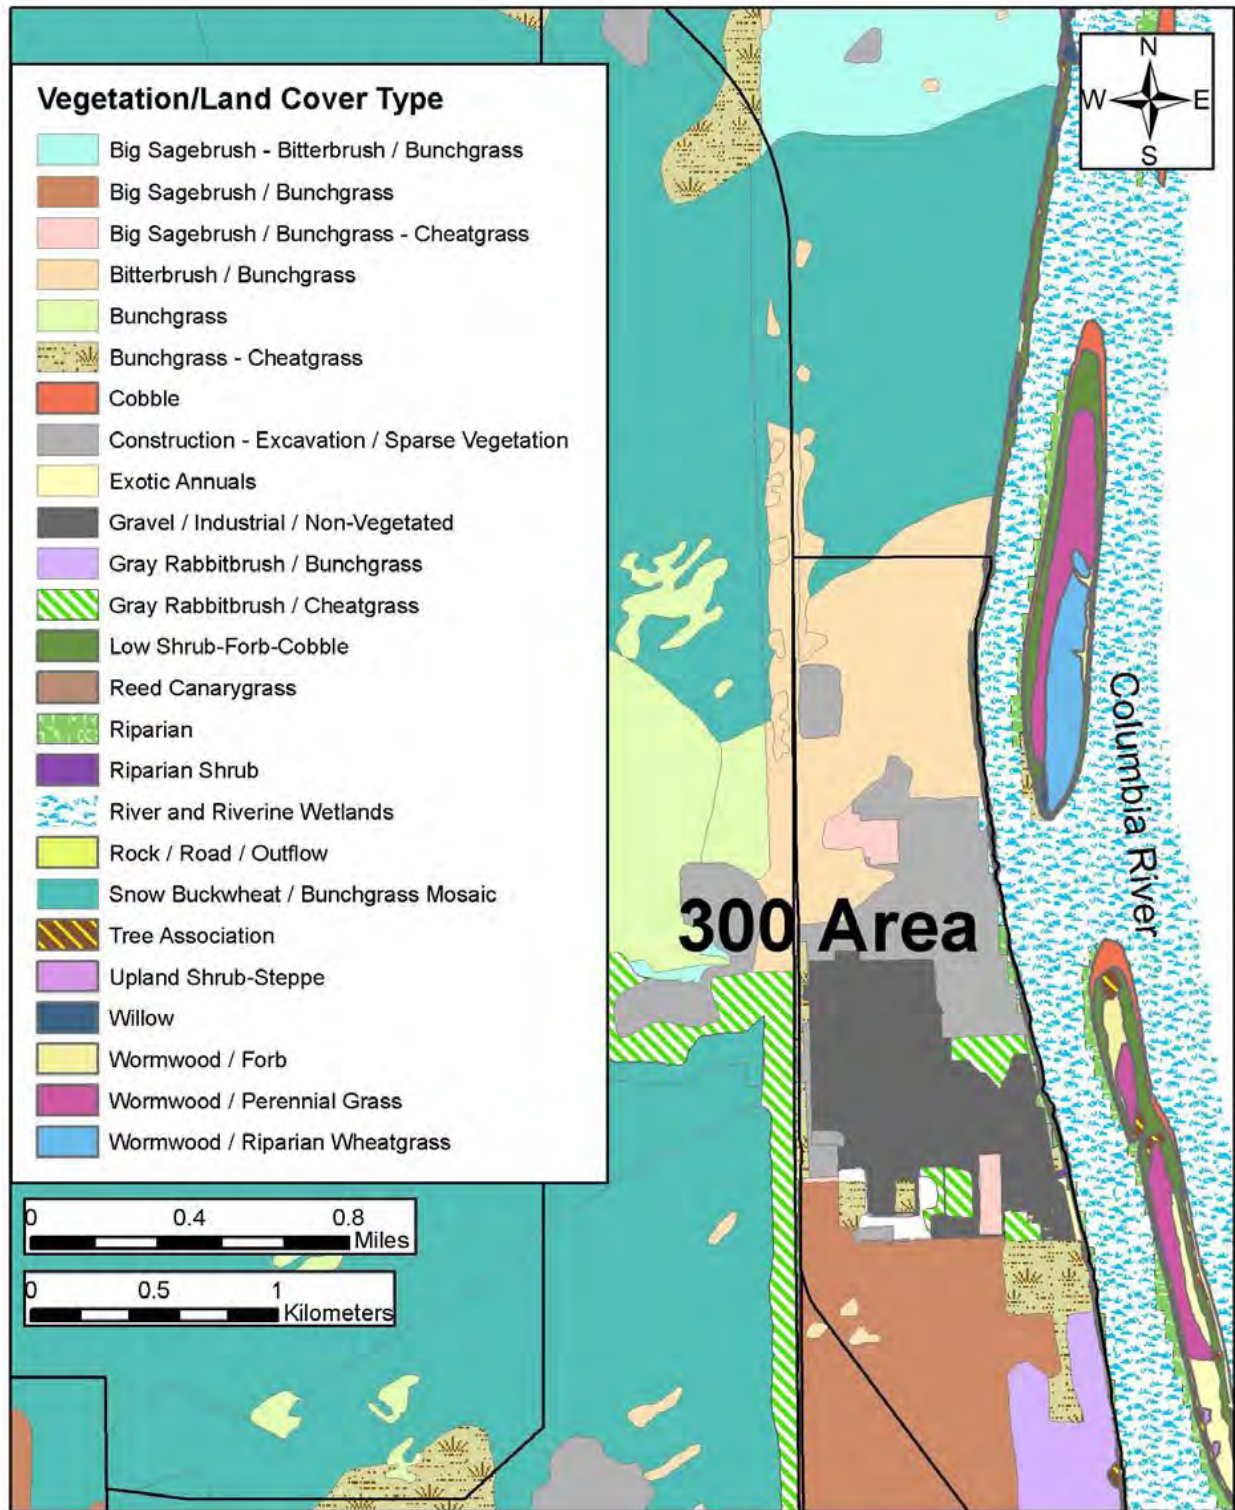 N
W E
S
Vegetation/Land Cover Type
Big Sagebrush - Bitterbrush / Bunchgrass
Big Sagebrush / Bunchgrass
Big Sagebrush / Bunchgrass - Cheatgrass
Bitterbrush / Bunchgrass
Bunchgrass
Bunchgrass - Cheatgrass
Cobble
Construction - Excavation / Sparse Vegetation
Exotic Annuals
Gravel / Industrial / Non-Vegetated
Gray Rabbitbrush / Bunchgrass
Gray Rabbitbrush / Cheatgrass
Low Shrub-Forb-Cobble
Reed Canarygrass
Riparian
Riparian Shrub
River and Riverine Wetlands
Rock / Road / Outflow
Snow Buckwheat / Bunchgrass Mosaic
Tree Association
Upland Shrub-Steppe
Willow
Wormwood / Forb
Wormwood / Perennial Grass
Wormwood / Riparian Wheatgrass
Columbia River
300 Area
0 0.4 0.8
Miles
0 0.5 1
Kilometers